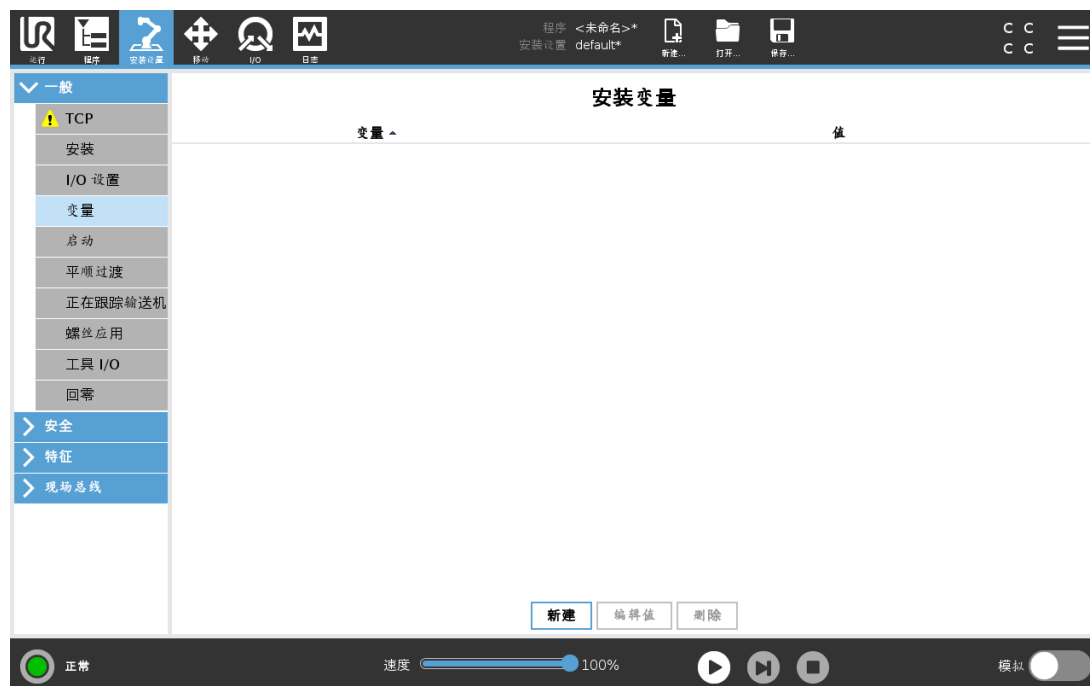 程序 <未命名>*
安装设置 default*
运行 程序 安装设置 移动 I/O 日志
新建... 打开... 保存...
C C
C C
一般
TCP
安装
I/O 设置
变量
启动
平顺过渡
正在跟踪输送机
螺丝应用
工具 I/O
回零
安全
特征
现场总线
安装变量
变量 值
新建 编辑值 删除
正常 速度 100% 模拟